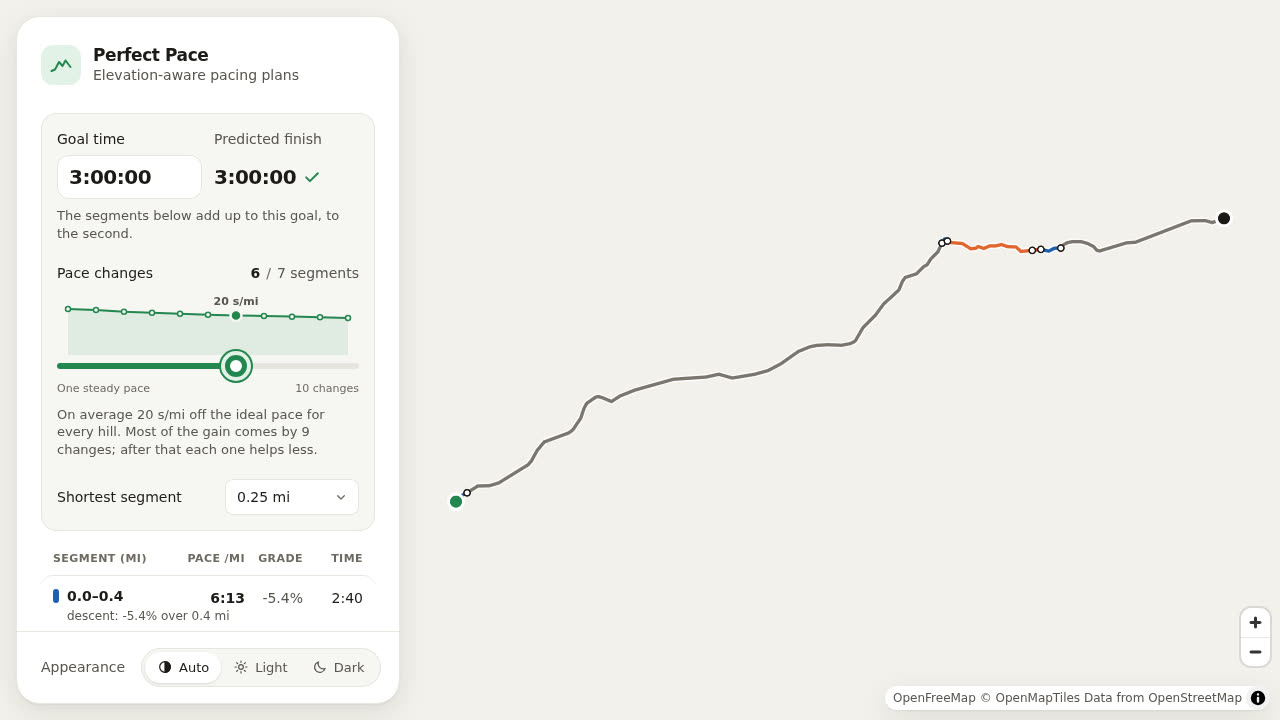 Perfect Pace
Elevation-aware pacing plans
Goal time
Predicted finish
3:00:00
3:00:00
The segments below add up to this goal, to
the second.
Pace changes
6 / 7 segments
20 s/mi
One steady pace
10 changes
On average 20 s/mi off the ideal pace for
every hill. Most of the gain comes by 9
changes; after that each one helps less.
Shortest segment
0.25 mi
SEGMENT (MI) PACE /MI GRADE TIME
0.0–0.4 6:13 -5.4% 2:40
descent: -5.4% over 0.4 mi
Appearance
Auto
Light
Dark
OpenFreeMap © OpenMapTiles Data from OpenStreetMap